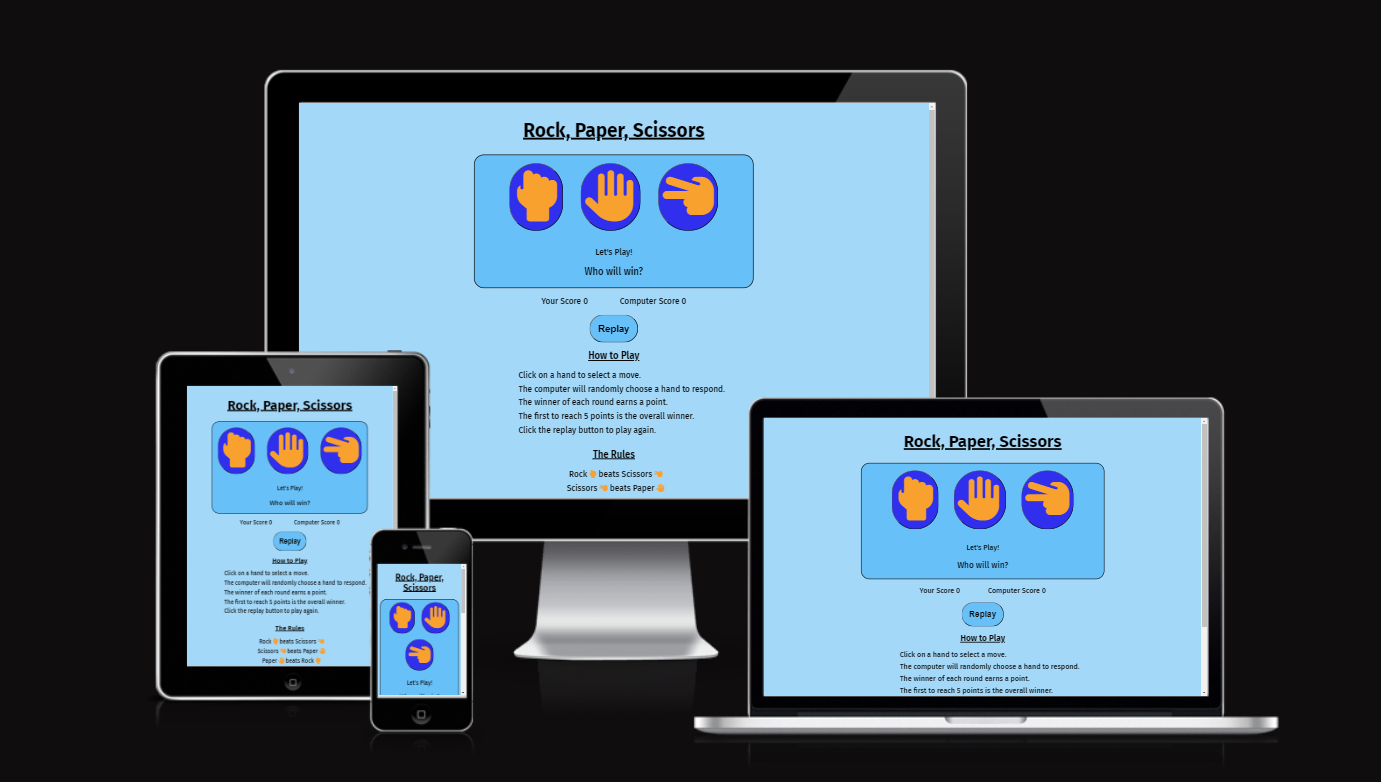 Rock, Paper, Scissors
Let's Play!
Who will win?
Your Score 0 Computer Score 0
Replay
How to Play
Click on a hand to select a move.
The computer will randomly choose a hand to respond.
The winner of each round earns a point.
The first to reach 5 points is the overall winner.
Click the replay button to play again.
The Rules
Rock beats Scissors
Scissors beats Paper
Rock, Paper, Scissors
Let's Play!
Who will win?
Your Score 0 Computer Score 0
Replay
How to Play
Click on a hand to select a move.
The computer will randomly choose a hand to respond.
The winner of each round earns a point.
The first to reach 5 points is the overall winner.
Click the replay button to play again.
The Rules
Rock beats Scissors
Scissors beats Paper
Paper beats Rock
Rock, Paper,
Scissors
Let's Play!
Rock, Paper, Scissors
Let's Play!
Who will win?
Your Score 0 Computer Score 0
Replay
How to Play
Click on a hand to select a move.
The computer will randomly choose a hand to respond.
The winner of each round earns a point.
The first to reach 5 points is the overall winner.